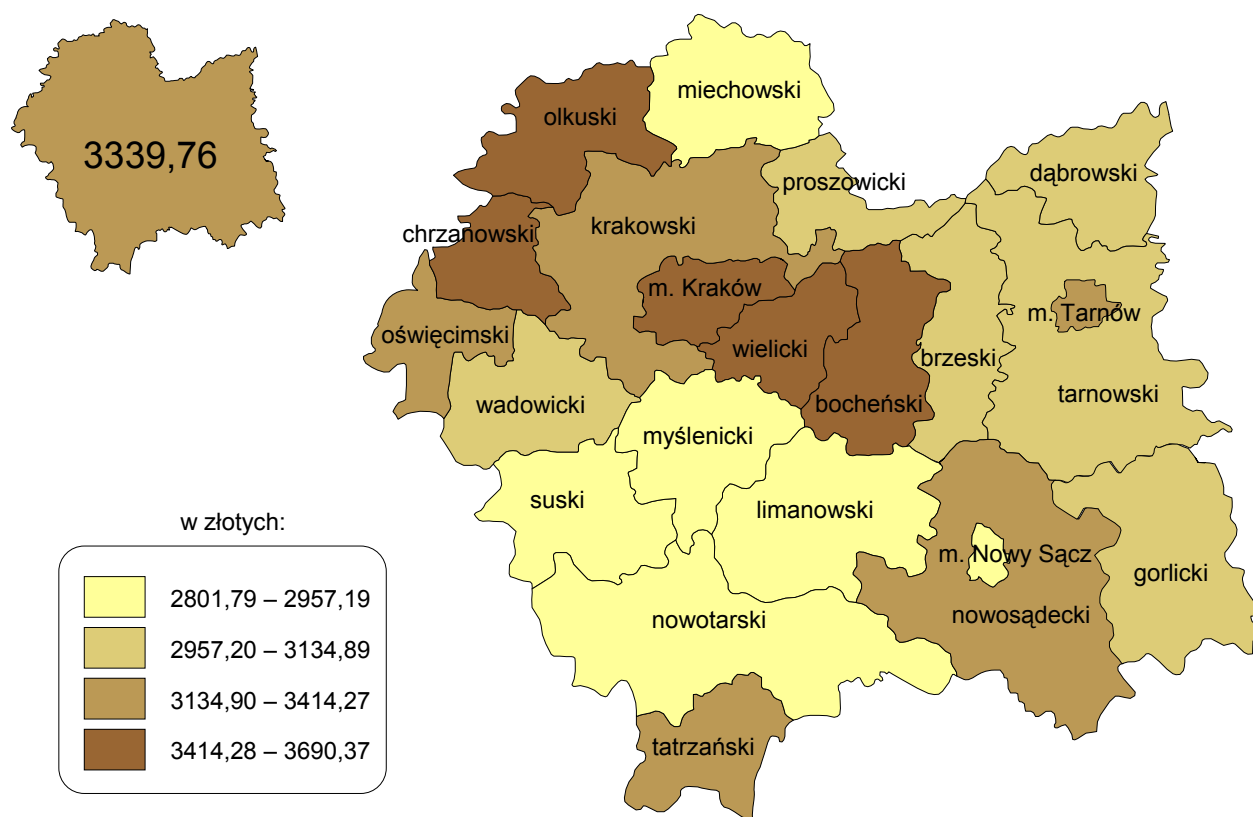 3339,76
miechowski
olkuski
dąbrowski
proszowicki
krakowski
chrzanowski
m. Kraków
m. Tarnów
oświęcimski
wielicki
brzeski
tarnowski
wadowicki
bocheński
myślenicki
suski
limanowski
m. Nowy Sącz
gorlicki
nowotarski
nowosądecki
tatrzański
w złotych:
2801,79 – 2957,19
2957,20 – 3134,89
3134,90 – 3414,27
3414,28 – 3690,37